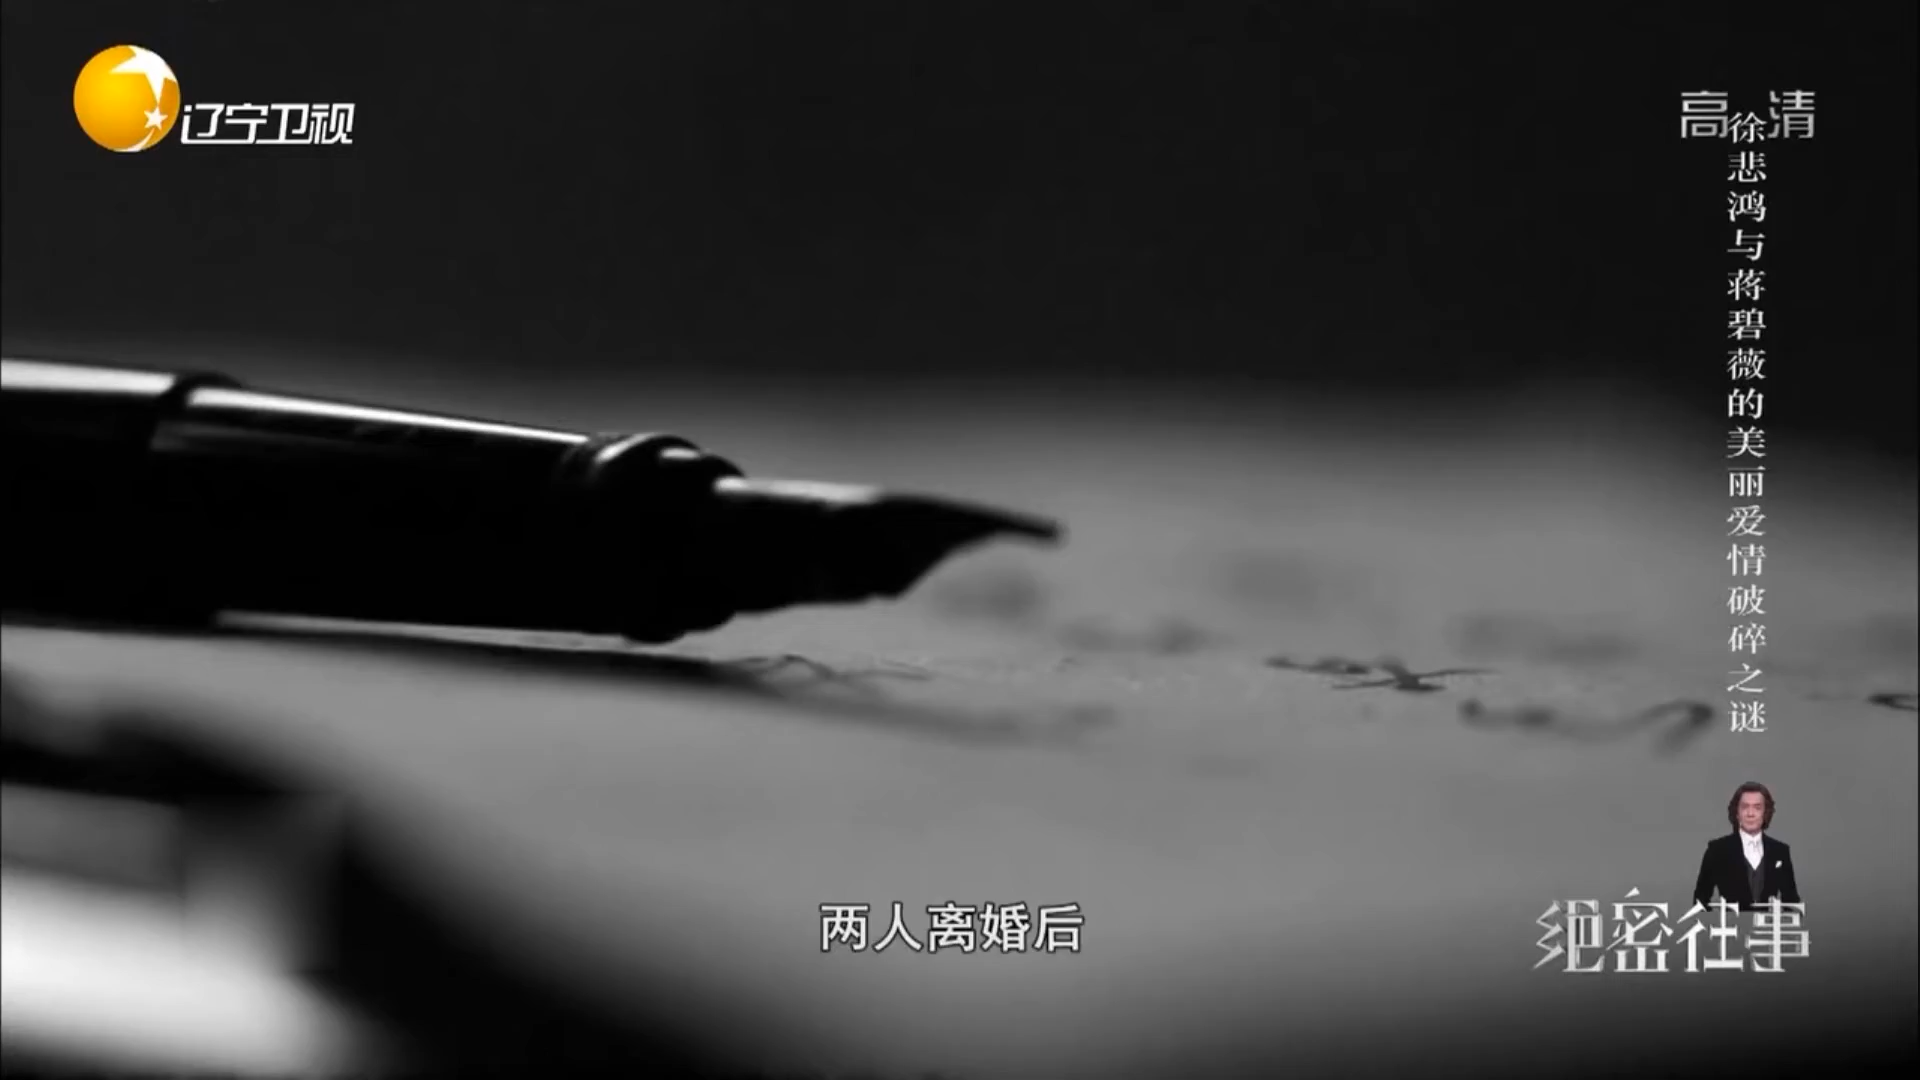 辽宁卫视
高清
徐悲鸿与蒋碧薇的美丽爱情破碎之谜
两人离婚后
绝密往事